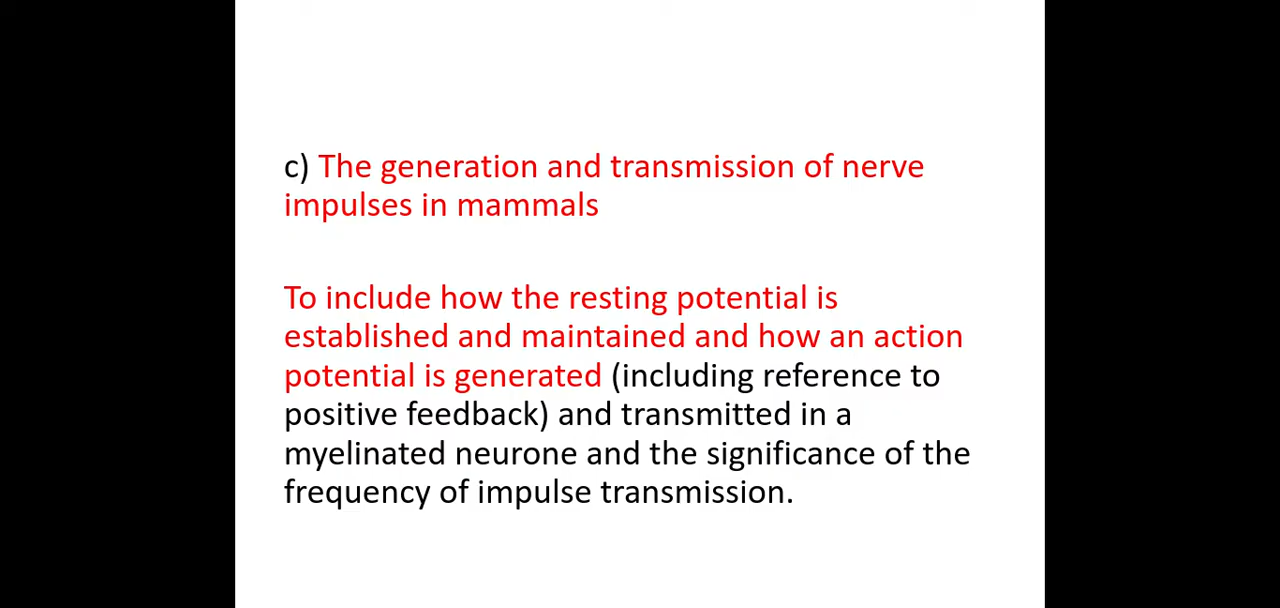 c) The generation and transmission of nerve
impulses in mammals
To include how the resting potential is
established and maintained and how an action
potential is generated (including reference to
positive feedback) and transmitted in a
myelinated neurone and the significance of the
frequency of impulse transmission.